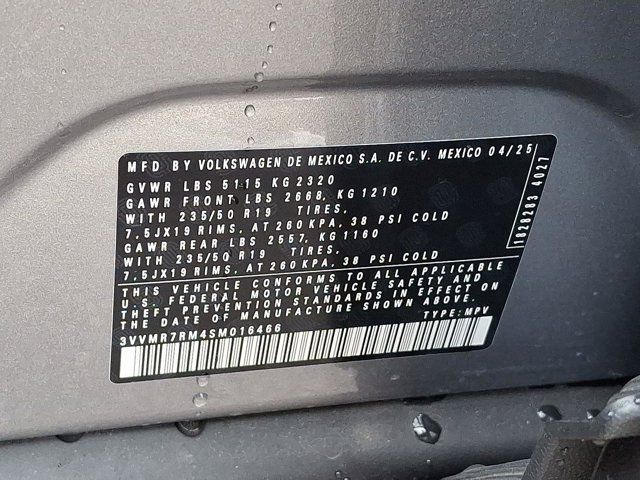 MFD BY VOLKSWAGEN DE MEXICO S.A. DE C.V. MEXICO 04/25
GVWR LBS 5115 KG 2320
GAWR FRONT LBS 2668, KG 1210
WITH 235/50 R19 TIRES,
7,5JX19 RIMS, AT 260 KPA, 38 PSI COLD
GAWR REAR LBS 2557, KG 1160
WITH 235/50 R19 TIRES,
7,5JX19 RIMS, AT 260 KPA, 38 PSI COLD
THIS VEHICLE CONFORMS TO ALL APPLICABLE
U.S. FEDERAL MOTOR VEHICLE SAFETY AND
THEFT PREVENTION STANDARDS IN EFFECT ON
THE DATE OF MANUFACTURE SHOWN ABOVE.
3VVMR7RM4SM016466 TYPE: MPV
1828283 4027